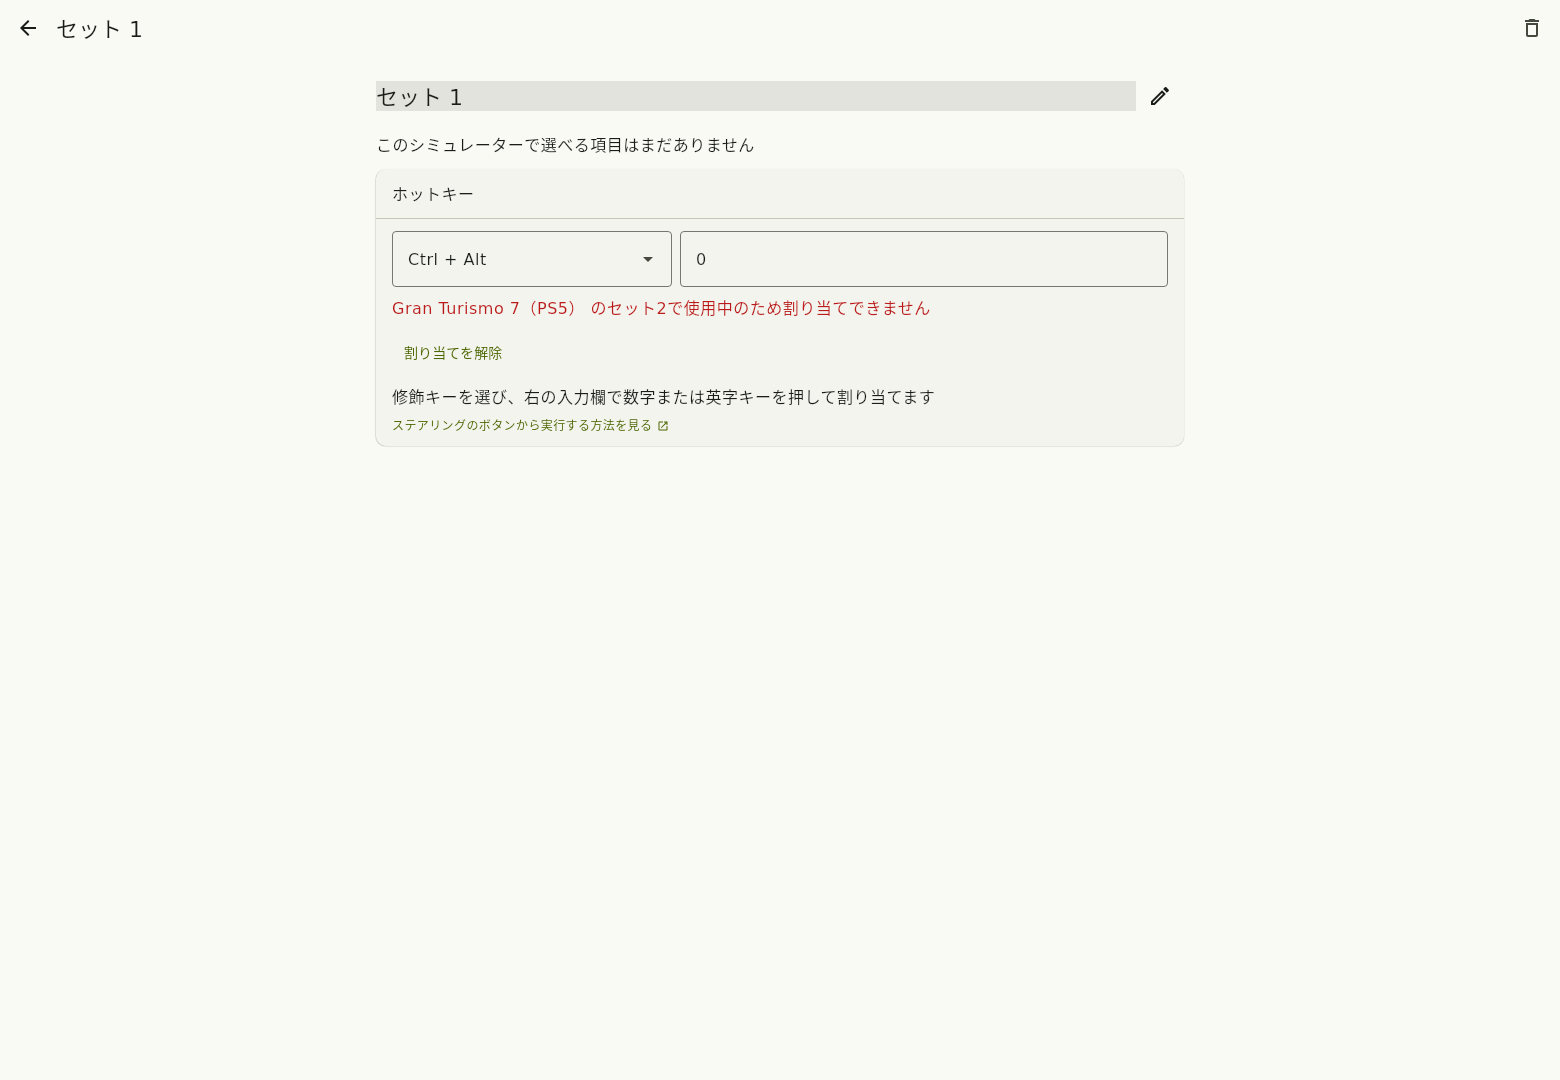 セット 1
セット 1
このシミュレーターで選べる項目はまだありません
ホットキー
Ctrl + Alt
0
Gran Turismo 7（PS5） のセット2で使用中のため割り当てできません
割り当てを解除
修飾キーを選び、右の入力欄で数字または英字キーを押して割り当てます
ステアリングのボタンから実行する方法を見る